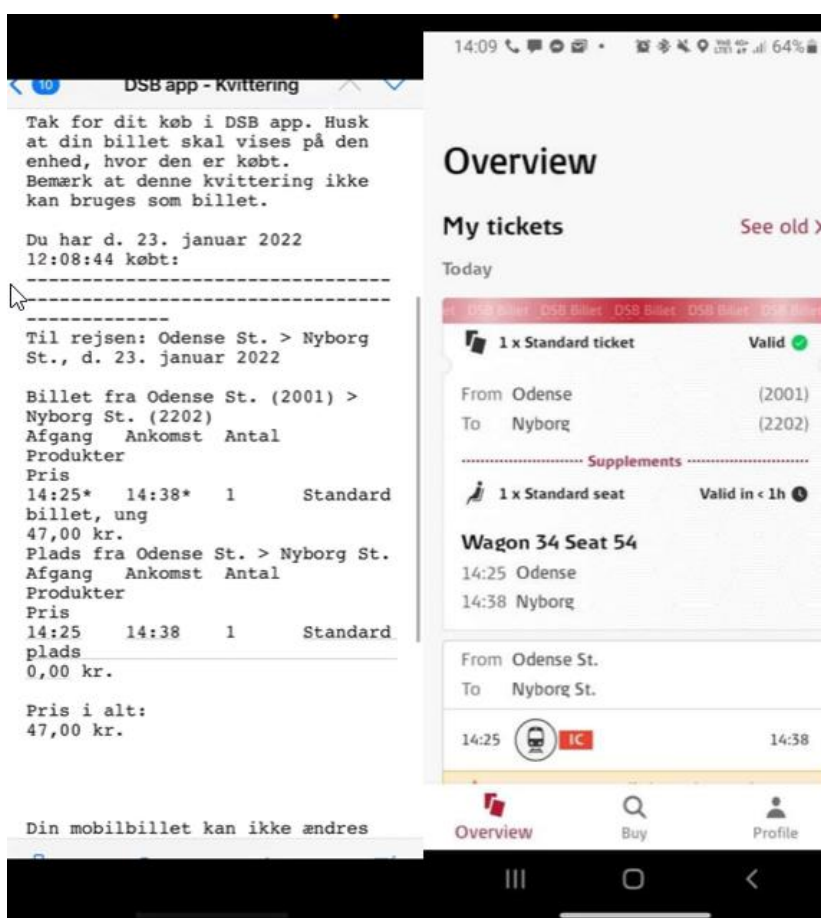 DSB app - Kvittering
10
Tak for dit køb i DSB app. Husk
at din billet skal vises på den
enhed, hvor den er købt.
Bemærk at denne kvittering ikke
kan bruges som billet.
Du har d. 23. januar 2022
12:08:44 købt:
--------------------------------
--------------------------------
-------------
Til rejsen: Odense St. > Nyborg
St., d. 23. januar 2022
Billet fra Odense St. (2001) >
Nyborg St. (2202)
Afgang Ankomst Antal
Produkter
Pris
14:25* 14:38* 1 Standard
billet, ung
47,00 kr.
Plads fra Odense St. > Nyborg St.
Afgang Ankomst Antal
Produkter
Pris
14:25 14:38 1 Standard
plads
0,00 kr.
Pris i alt:
47,00 kr.
Din mobilbillet kan ikke ændres
14:09 64%
Overview
My tickets See old
Today
DSB Billet DSB Billet DSB Billet DSB Billet
1 x Standard ticket Valid
From Odense (2001)
To Nyborg (2202)
Supplements
1 x Standard seat Valid in < 1h
Wagon 34 Seat 54
14:25 Odense
14:38 Nyborg
From Odense St.
To Nyborg St.
14:25 IC 14:38
Overview Buy Profile